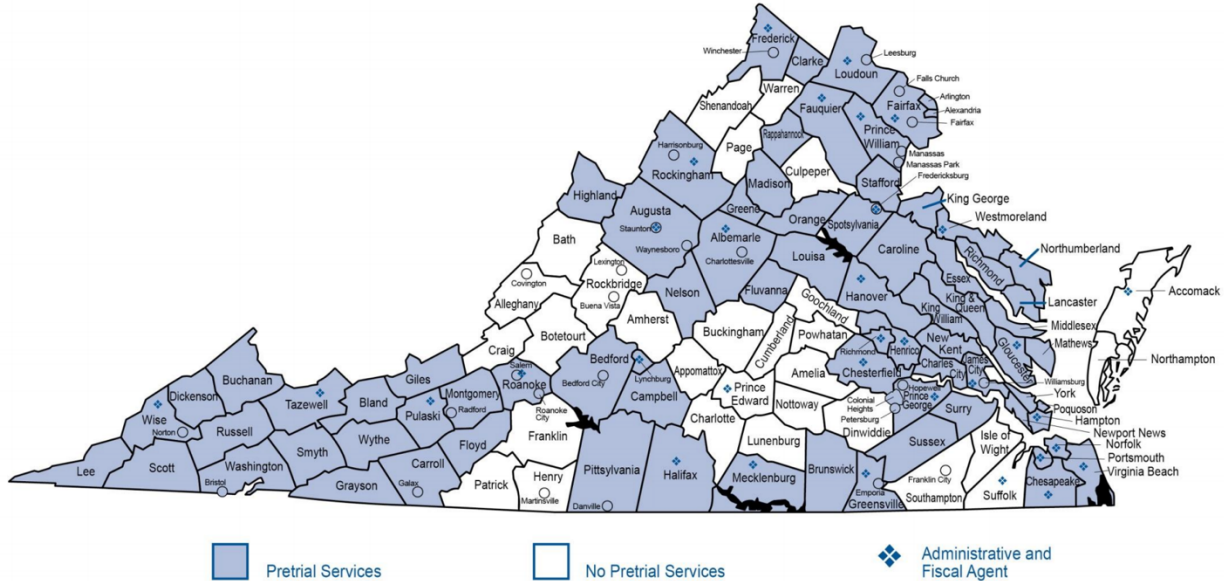 Frederick
Winchester
Clarke
Leesburg
Loudoun
Falls Church
Warren
Shenandoah
Fauquier
Fairfax
Arlington
Alexandria
Fairfax
Prince
William
Rappahannock
Page
Harrisonburg
Rockingham
Culpeper
Manassas
Manassas Park
Fredericksburg
Madison
Stafford
Highland
King George
Westmoreland
Greene
Augusta
Orange
Spotsylvania
Staunton
Albemarle
Waynesboro
Charlottesville
Caroline
Richmond
Northumberland
Bath
Louisa
Lexington
Rockbridge
Covington
Essex
Nelson
Fluvanna
Hanover
Accomack
Alleghany
Buena Vista
Goochland
King &
Queen
Lancaster
King
William
Amherst
Buckingham
Cumberland
Powhatan
Middlesex
Botetourt
New
Kent
Gloucester
Mathews
Craig
Richmond
Henrico
Bedford
Appomattox
Amelia
Chesterfield
Charles
City
James
City
Northampton
Salem
Roanoke
Giles
Buchanan
Bedford City
Lynchburg
Prince
Edward
Hopewell
Williamsburg
York
Dickenson
Tazewell
Bland
Montgomery
Pulaski
Radford
Roanoke
City
Campbell
Nottoway
Colonial
Heights
Prince
George
Petersburg
Poquoson
Wise
Charlotte
Dinwiddie
Surry
Hampton
Norton
Russell
Wythe
Floyd
Franklin
Lunenburg
Sussex
Isle of
Wight
Newport News
Norfolk
Smyth
Portsmouth
Lee
Scott
Washington
Carroll
Pittsylvania
Halifax
Mecklenburg
Brunswick
Virginia Beach
Henry
Franklin City
Chesapeake
Bristol
Grayson
Galax
Patrick
Martinsville
Emporia
Greensville
Southampton
Suffolk
Danville
Pretrial Services
No Pretrial Services
Administrative and
Fiscal Agent